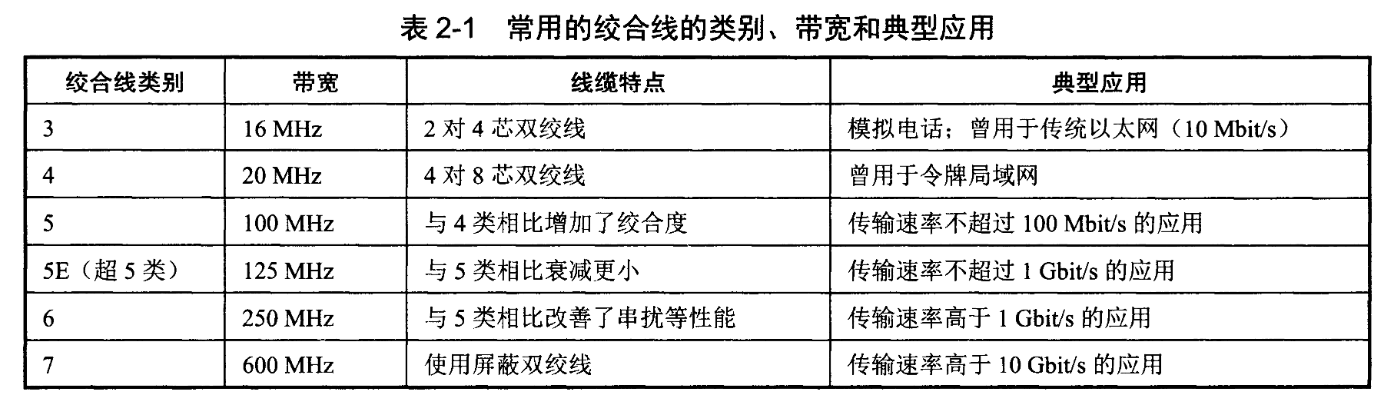 表 2-1 常用的绞合线的类别、带宽和典型应用
绞合线类别 带宽 线缆特点 典型应用
3 16 MHz 2 对 4 芯双绞线 模拟电话；曾用于传统以太网（10 Mbit/s）
4 20 MHz 4 对 8 芯双绞线 曾用于令牌局域网
5 100 MHz 与 4 类相比增加了绞合度 传输速率不超过 100 Mbit/s 的应用
5E（超 5 类） 125 MHz 与 5 类相比衰减更小 传输速率不超过 1 Gbit/s 的应用
6 250 MHz 与 5 类相比改善了串扰等性能 传输速率高于 1 Gbit/s 的应用
7 600 MHz 使用屏蔽双绞线 传输速率高于 10 Gbit/s 的应用